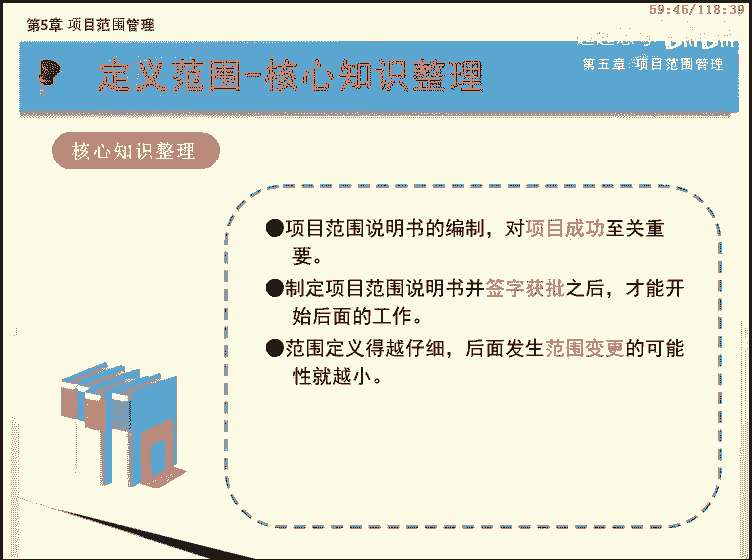 59:46/118:39
第5章 项目范围管理
定义范围-核心知识整理
第五章 项目范围管理
核心知识整理
●项目范围说明书的编制，对项目成功至关重
要。
●制定项目范围说明书并签字获批之后，才能开
始后面的工作。
●范围定义得越仔细，后面发生范围变更的可能
性就越小。